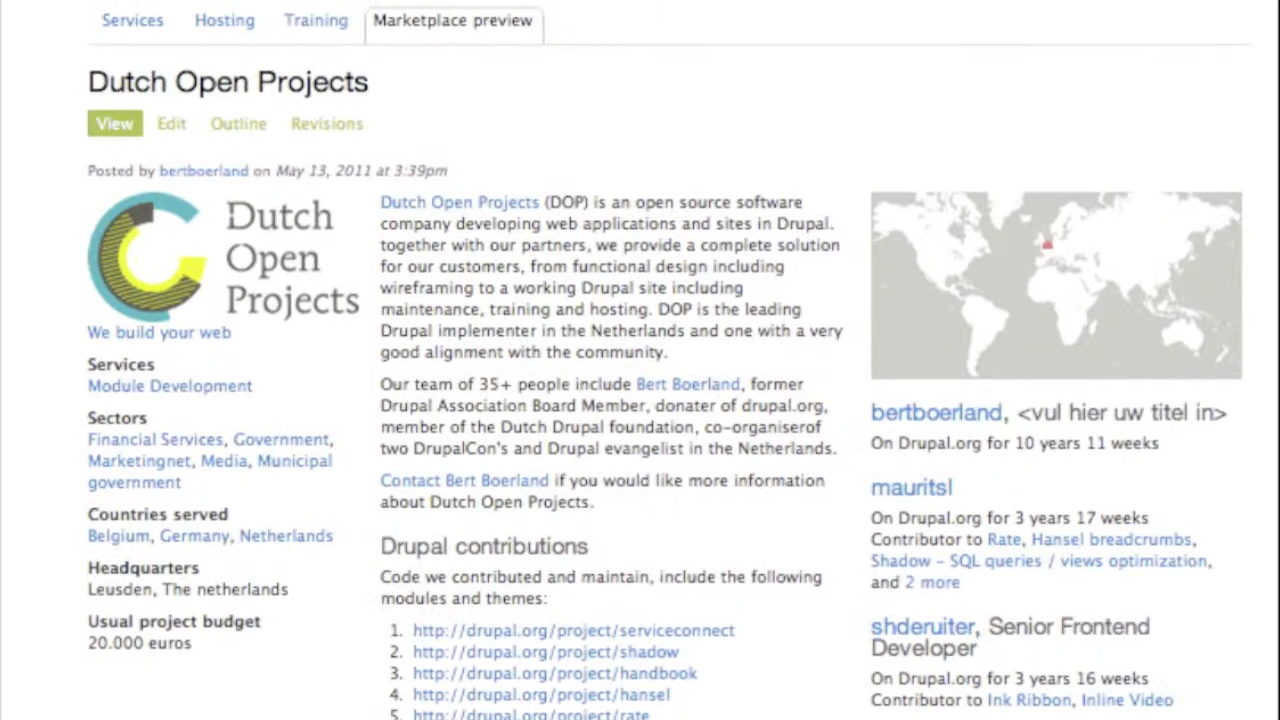 Services Hosting Training Marketplace preview
Dutch Open Projects
View Edit Outline Revisions
Posted by bertboerland on May 13, 2011 at 3:39pm
Dutch
Open
Projects
We build your web
Services
Module Development
Sectors
Financial Services, Government,
Marketingnet, Media, Municipal
government
Countries served
Belgium, Germany, Netherlands
Headquarters
Leusden, The netherlands
Usual project budget
20.000 euros
Dutch Open Projects (DOP) is an open source software
company developing web applications and sites in Drupal.
together with our partners, we provide a complete solution
for our customers, from functional design including
wireframing to a working Drupal site including
maintenance, training and hosting. DOP is the leading
Drupal implementer in the Netherlands and one with a very
good alignment with the community.
Our team of 35+ people include Bert Boerland, former
Drupal Association Board Member, donater of drupal.org,
member of the Dutch Drupal foundation, co-organiserof
two DrupalCon's and Drupal evangelist in the Netherlands.
Contact Bert Boerland if you would like more information
about Dutch Open Projects.
Drupal contributions
Code we contributed and maintain, include the following
modules and themes:
1. http://drupal.org/project/serviceconnect
2. http://drupal.org/project/shadow
3. http://drupal.org/project/handbook
4. http://drupal.org/project/hansel
5. http://drupal.org/project/rate
bertboerland, <vul hier uw titel in>
On Drupal.org for 10 years 11 weeks
mauritsl
On Drupal.org for 3 years 17 weeks
Contributor to Rate, Hansel breadcrumbs,
Shadow - SQL queries / views optimization,
and 2 more
shderuiter, Senior Frontend
Developer
On Drupal.org for 3 years 16 weeks
Contributor to Ink Ribbon, Inline Video